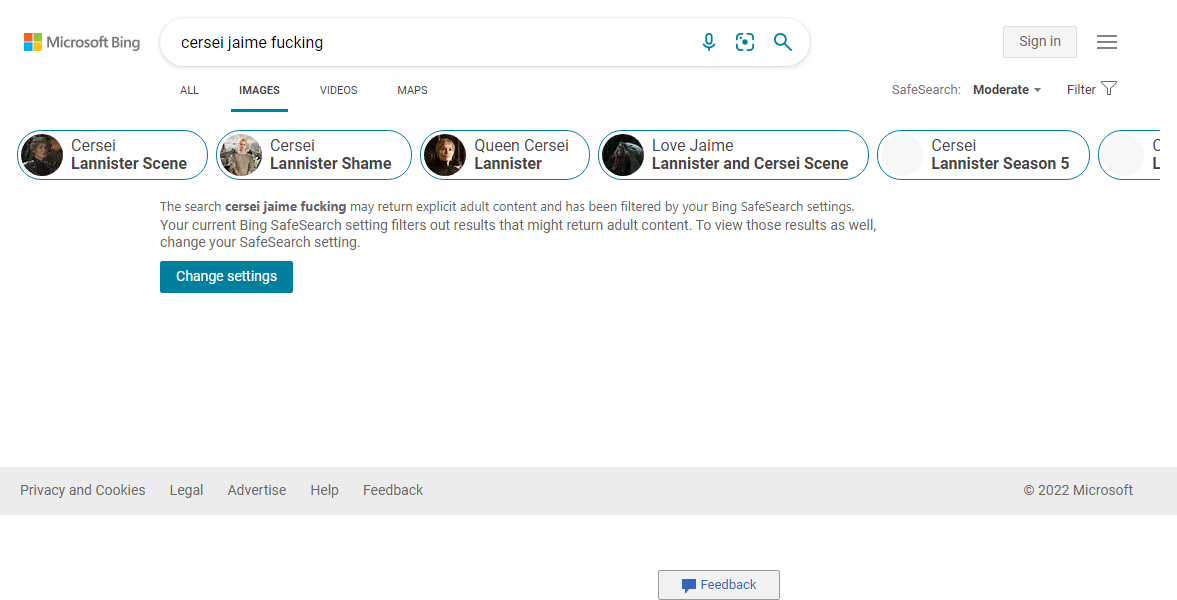 Microsoft Bing
cersei jaime fucking
Sign in
ALL
IMAGES
VIDEOS
MAPS
SafeSearch: Moderate
Filter
Cersei
Lannister Scene
Cersei
Lannister Shame
Queen Cersei
Lannister
Love Jaime
Lannister and Cersei Scene
Cersei
Lannister Season 5
The search cersei jaime fucking may return explicit adult content and has been filtered by your Bing SafeSearch settings.
Your current Bing SafeSearch setting filters out results that might return adult content. To view those results as well,
change your SafeSearch setting.
Change settings
Privacy and Cookies
Legal
Advertise
Help
Feedback
© 2022 Microsoft
Feedback